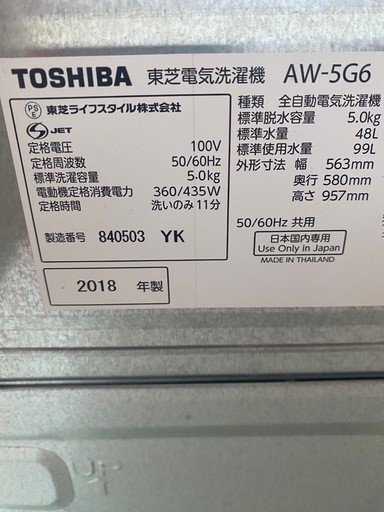 TOSHIBA 東芝電気洗濯機 AW-5G6
PS
E
東芝ライフスタイル株式会社
S JET
定格電圧 100V
定格周波数 50/60Hz
標準洗濯容量 5.0kg
電動機定格消費電力 360/435W
定格時間 洗いのみ11分
製造番号 840503 YK
2018 年製
種類 全自動電気洗濯機
標準脱水容量 5.0kg
標準水量 48L
標準使用水量 99L
外形寸法 幅 563mm
奥行 580mm
高さ 957mm
50/60Hz 共用
日本国内専用
Use Only in Japan
MADE IN THAILAND
UP